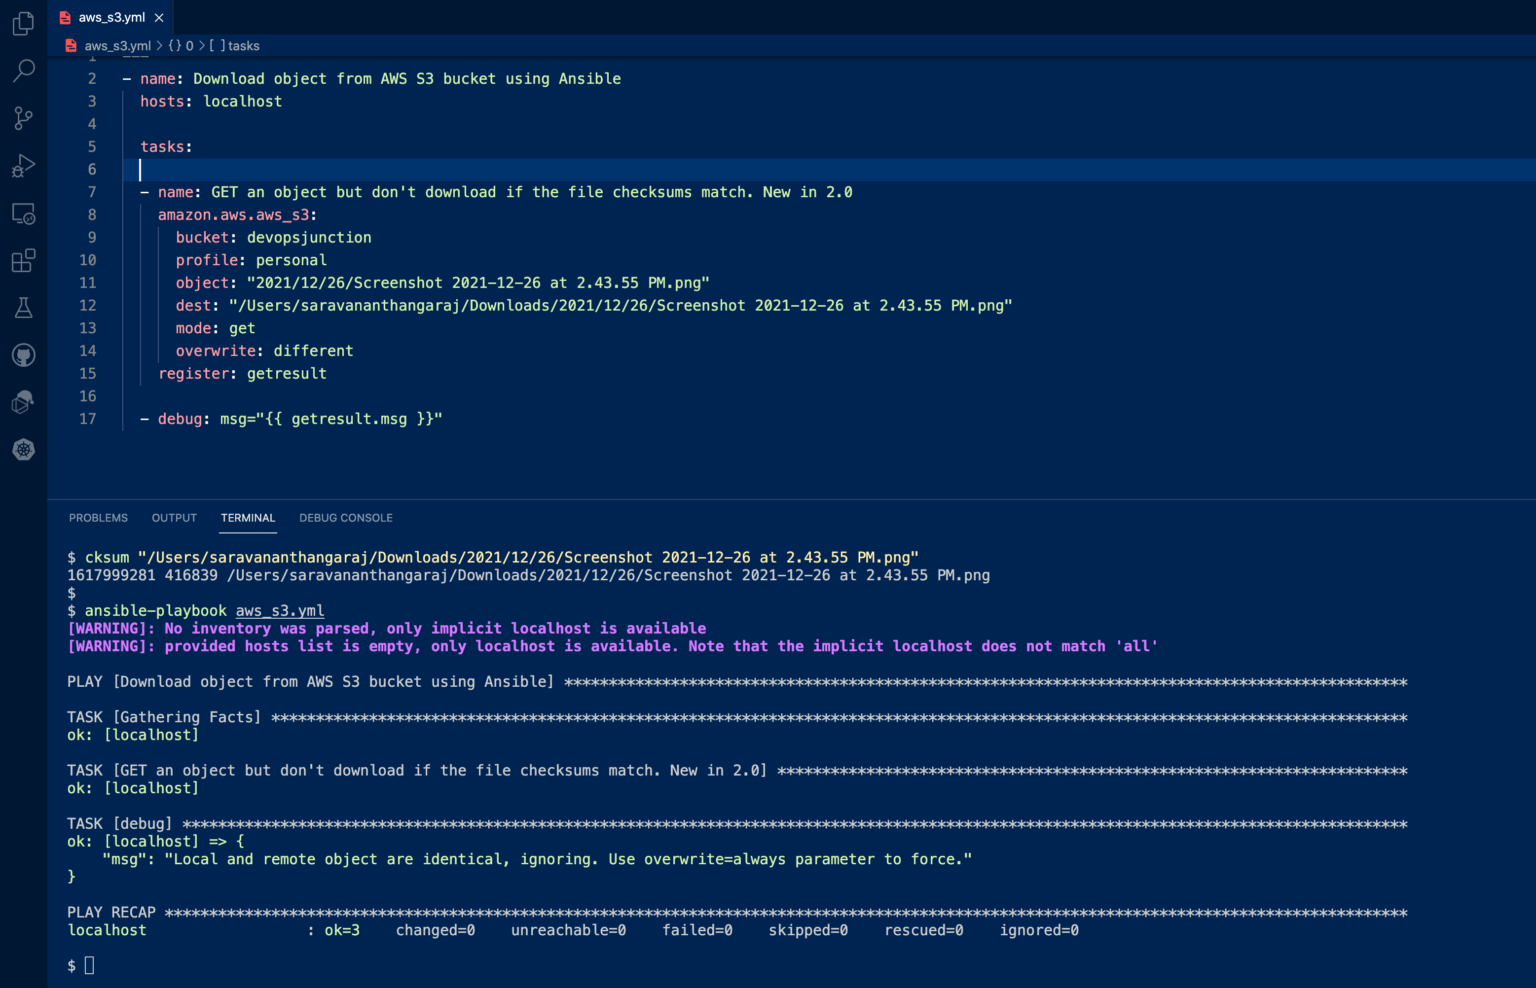 aws_s3.yml
aws_s3.yml > {} 0 > [ ] tasks
1 ---
2 - name: Download object from AWS S3 bucket using Ansible
3 hosts: localhost
4
5 tasks:
6
7 - name: GET an object but don't download if the file checksums match. New in 2.0
8 amazon.aws.aws_s3:
9 bucket: devopsjunction
10 profile: personal
11 object: "2021/12/26/Screenshot 2021-12-26 at 2.43.55 PM.png"
12 dest: "/Users/saravananthangaraj/Downloads/2021/12/26/Screenshot 2021-12-26 at 2.43.55 PM.png"
13 mode: get
14 overwrite: different
15 register: getresult
16
17 - debug: msg="{{ getresult.msg }}"
PROBLEMS OUTPUT TERMINAL DEBUG CONSOLE
$ cksum "/Users/saravananthangaraj/Downloads/2021/12/26/Screenshot 2021-12-26 at 2.43.55 PM.png"
1617999281 416839 /Users/saravananthangaraj/Downloads/2021/12/26/Screenshot 2021-12-26 at 2.43.55 PM.png
$
$ ansible-playbook aws_s3.yml
[WARNING]: No inventory was parsed, only implicit localhost is available
[WARNING]: provided hosts list is empty, only localhost is available. Note that the implicit localhost does not match 'all'
PLAY [Download object from AWS S3 bucket using Ansible] ***********************************************************************************************
TASK [Gathering Facts] ********************************************************************************************************************************
ok: [localhost]
TASK [GET an object but don't download if the file checksums match. New in 2.0] ***********************************************************************
ok: [localhost]
TASK [debug] ******************************************************************************************************************************************
ok: [localhost] => {
"msg": "Local and remote object are identical, ignoring. Use overwrite=always parameter to force."
}
PLAY RECAP ********************************************************************************************************************************************
localhost : ok=3 changed=0 unreachable=0 failed=0 skipped=0 rescued=0 ignored=0
$